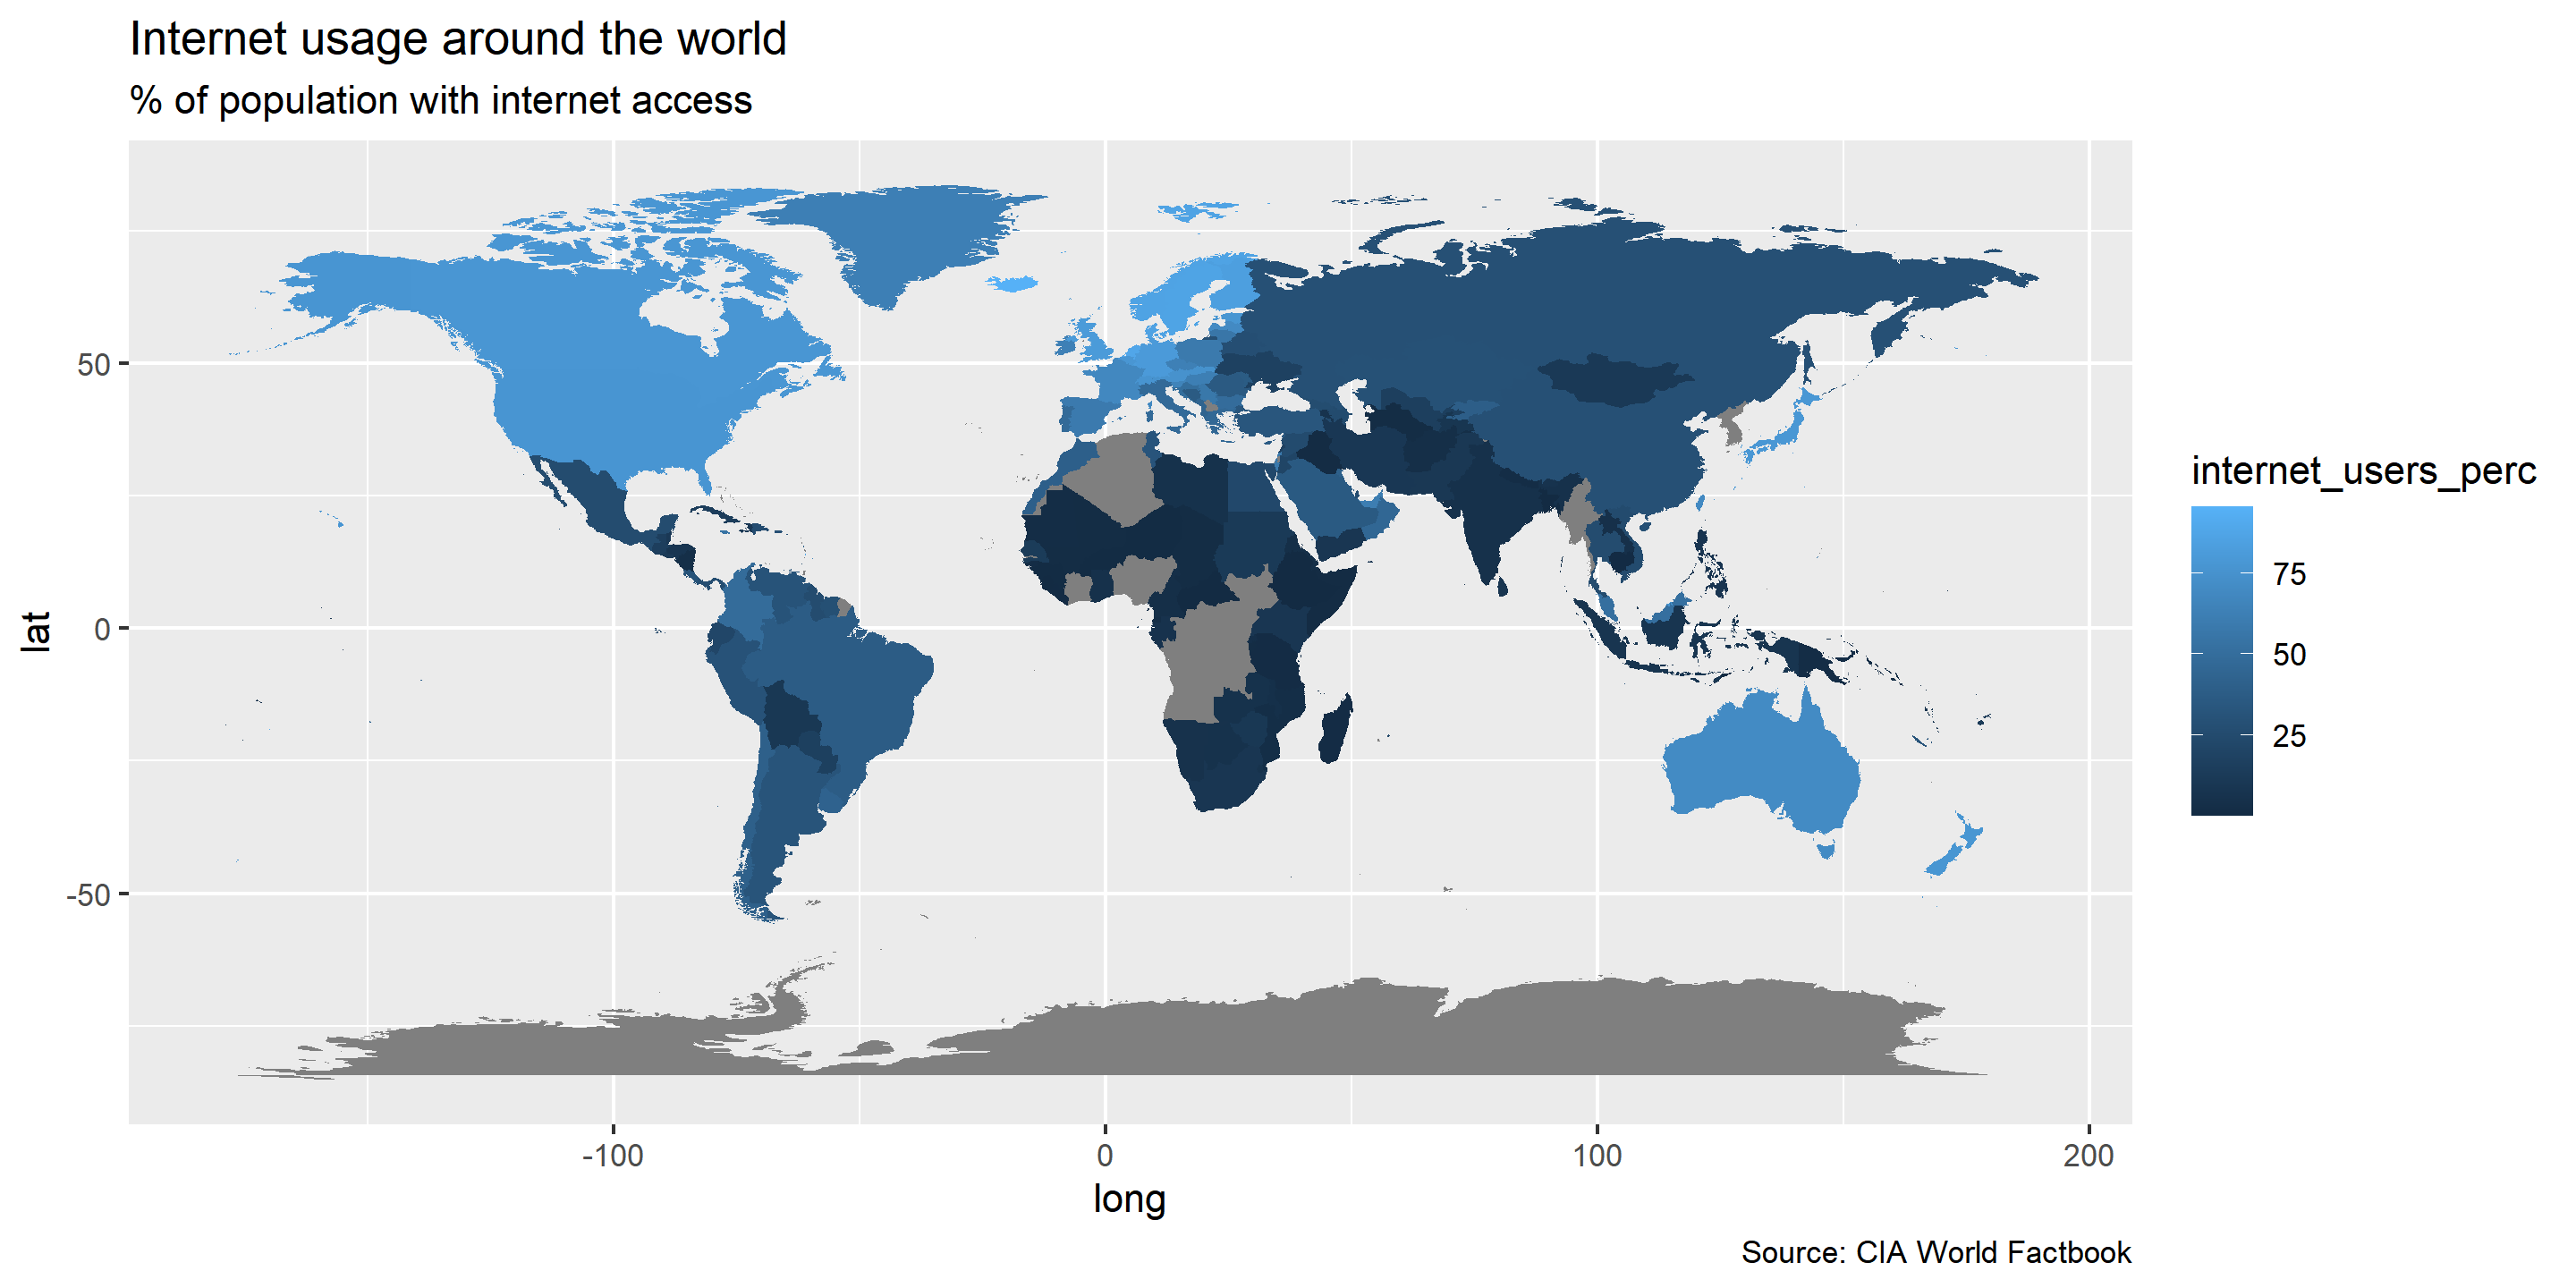 Internet usage around the world
% of population with internet access
50
0
-50
lat
-100 0 100 200
long
internet_users_perc
75
50
25
Source: CIA World Factbook